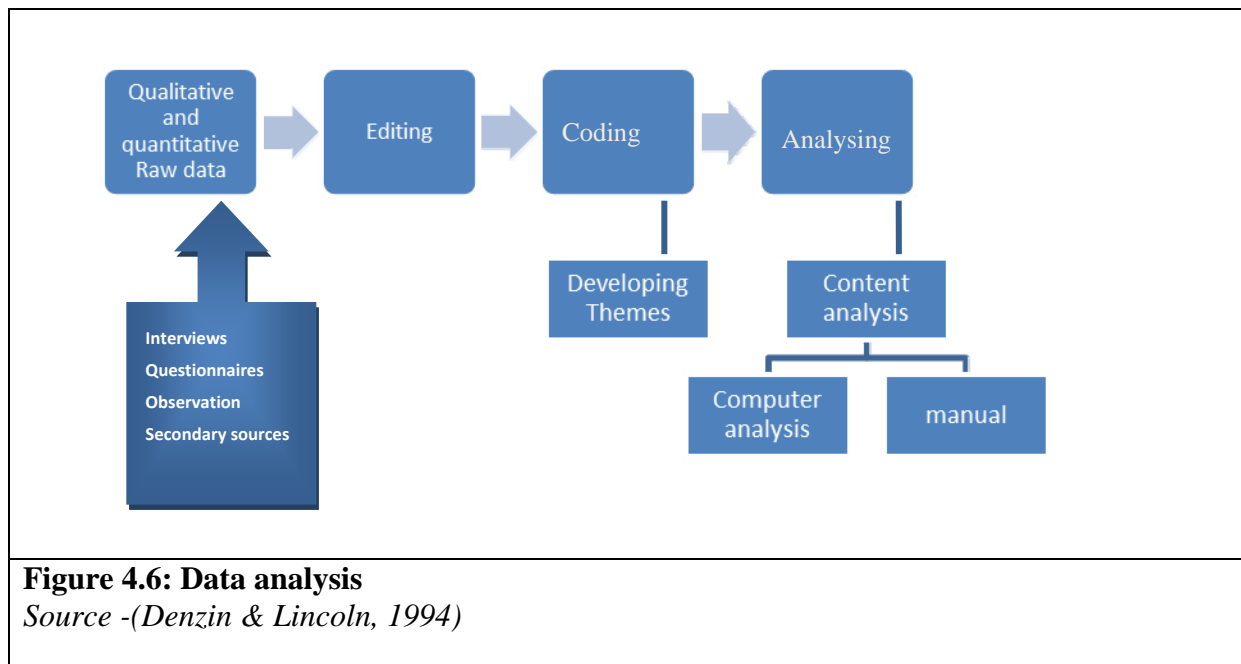 Qualitative
and
quantitative
Raw data
Editing
Coding
Analysing
Interviews
Questionnaires
Observation
Secondary sources
Developing
Themes
Content
analysis
Computer
analysis
manual
Figure 4.6: Data analysis
Source -(Denzin & Lincoln, 1994)